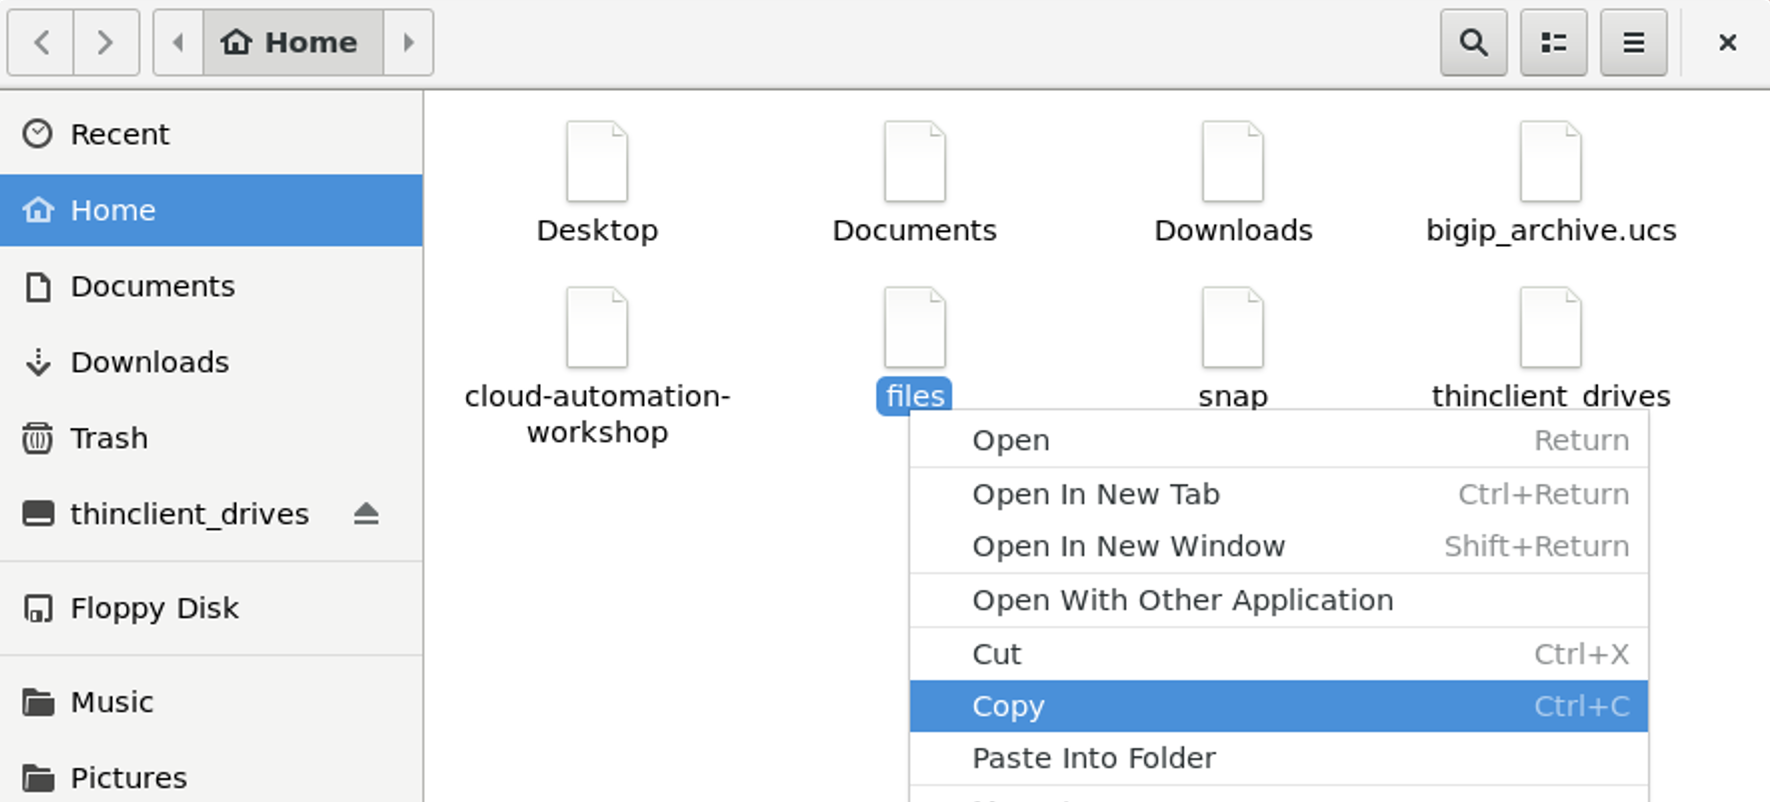 Home
Recent
Home
Documents
Downloads
Trash
thinclient_drives
Floppy Disk
Music
Pictures
Desktop
Documents
Downloads
bigip_archive.ucs
cloud-automation-
workshop
files
snap
thinclient_drives
Open Return
Open In New Tab Ctrl+Return
Open In New Window Shift+Return
Open With Other Application
Cut Ctrl+X
Copy Ctrl+C
Paste Into Folder